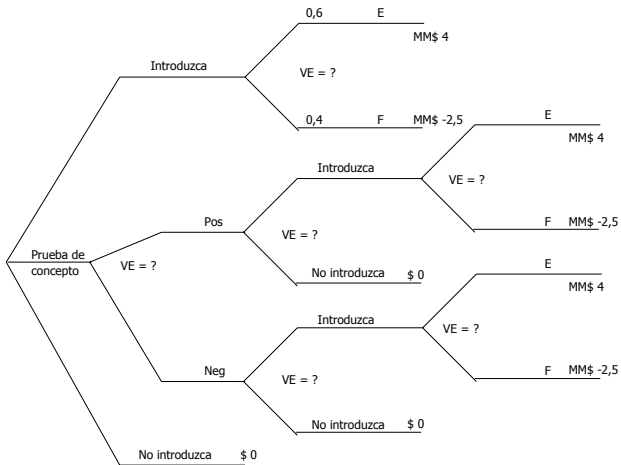 0,6 E
MM$ 4
Introduzca
VE = ?
0,4 F MM$ -2,5
E
MM$ 4
Introduzca
VE = ?
Pos
F MM$ -2,5
VE = ?
Prueba de
concepto
VE = ?
No introduzca $ 0
E
MM$ 4
Introduzca
VE = ?
Neg
F MM$ -2,5
VE = ?
No introduzca $ 0
No introduzca $ 0